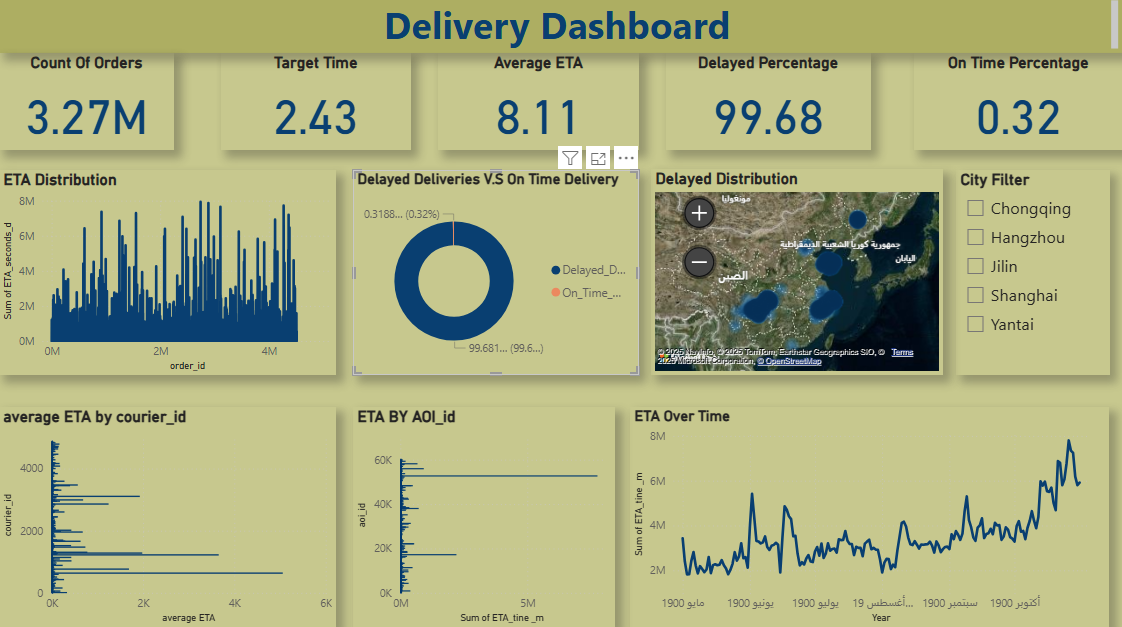 Delivery Dashboard
Count Of Orders
3.27M
Target Time
2.43
Average ETA
8.11
Delayed Percentage
99.68
On Time Percentage
0.32
ETA Distribution
Sum of ETA_seconds_d
8M
6M
4M
2M
0M
0M 2M 4M
order_id
Delayed Deliveries V.S On Time Delivery
0.3188... (0.32%)
99.681... (99.6...)
Delayed_D...
On_Time_...
Delayed Distribution
منغوليا
جمهورية كوريا الشعبية الديمقراطية
اليابان
الصين
© 2025 TomTom, Earthstar Geographics SIO, ©
Terms
2025 Microsoft Corporation, © OpenStreetMap
City Filter
Chongqing
Hangzhou
Jilin
Shanghai
Yantai
average ETA by courier_id
courier_id
4000
2000
0
0K 2K 4K 6K
average ETA
ETA BY AOI_id
aoi_id
60K
40K
20K
0K
0M 5M
Sum of ETA_tine _m
ETA Over Time
Sum of ETA_tine _m
8M
6M
4M
2M
مايو 1900 يونيو 1900 يوليو 1900 أغسطس 19... سبتمبر 1900 أكتوبر 1900
Year